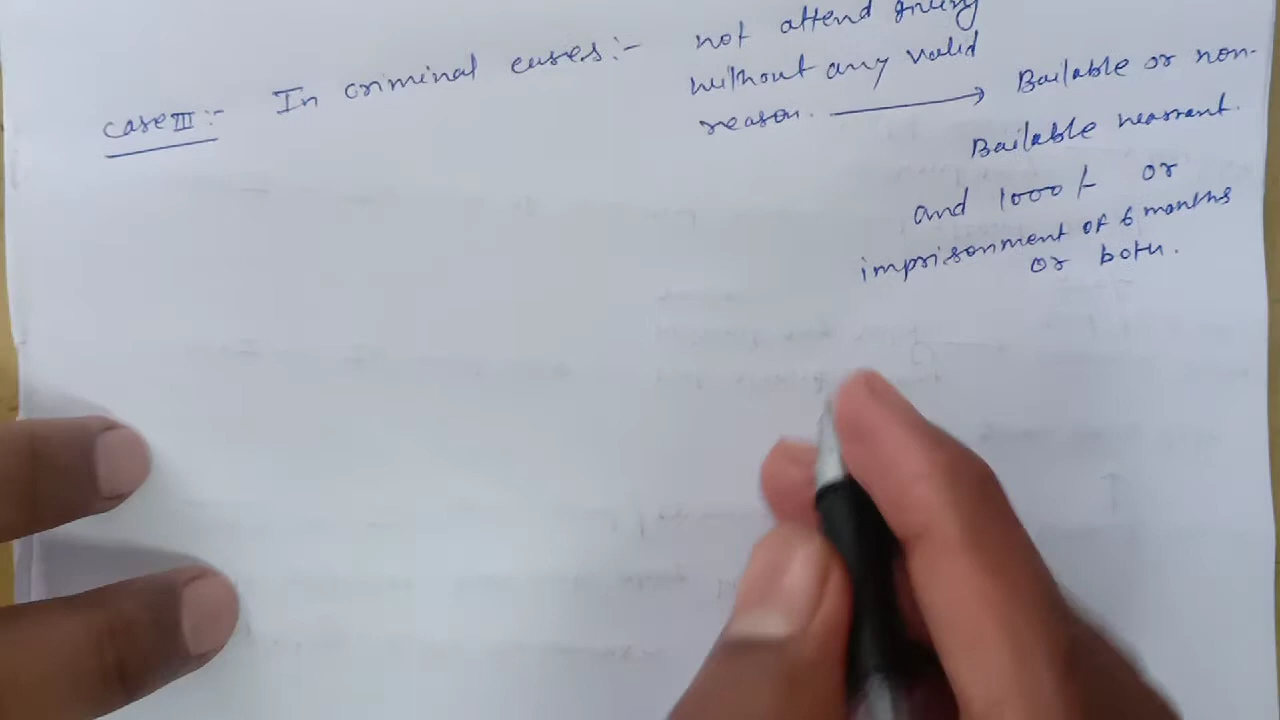 Case III :- In criminal cases :- not attend
without any valid
reason. → Bailable or non-
Bailable warrant.
and 1000/- or
imprisonment of 6 months
or both.